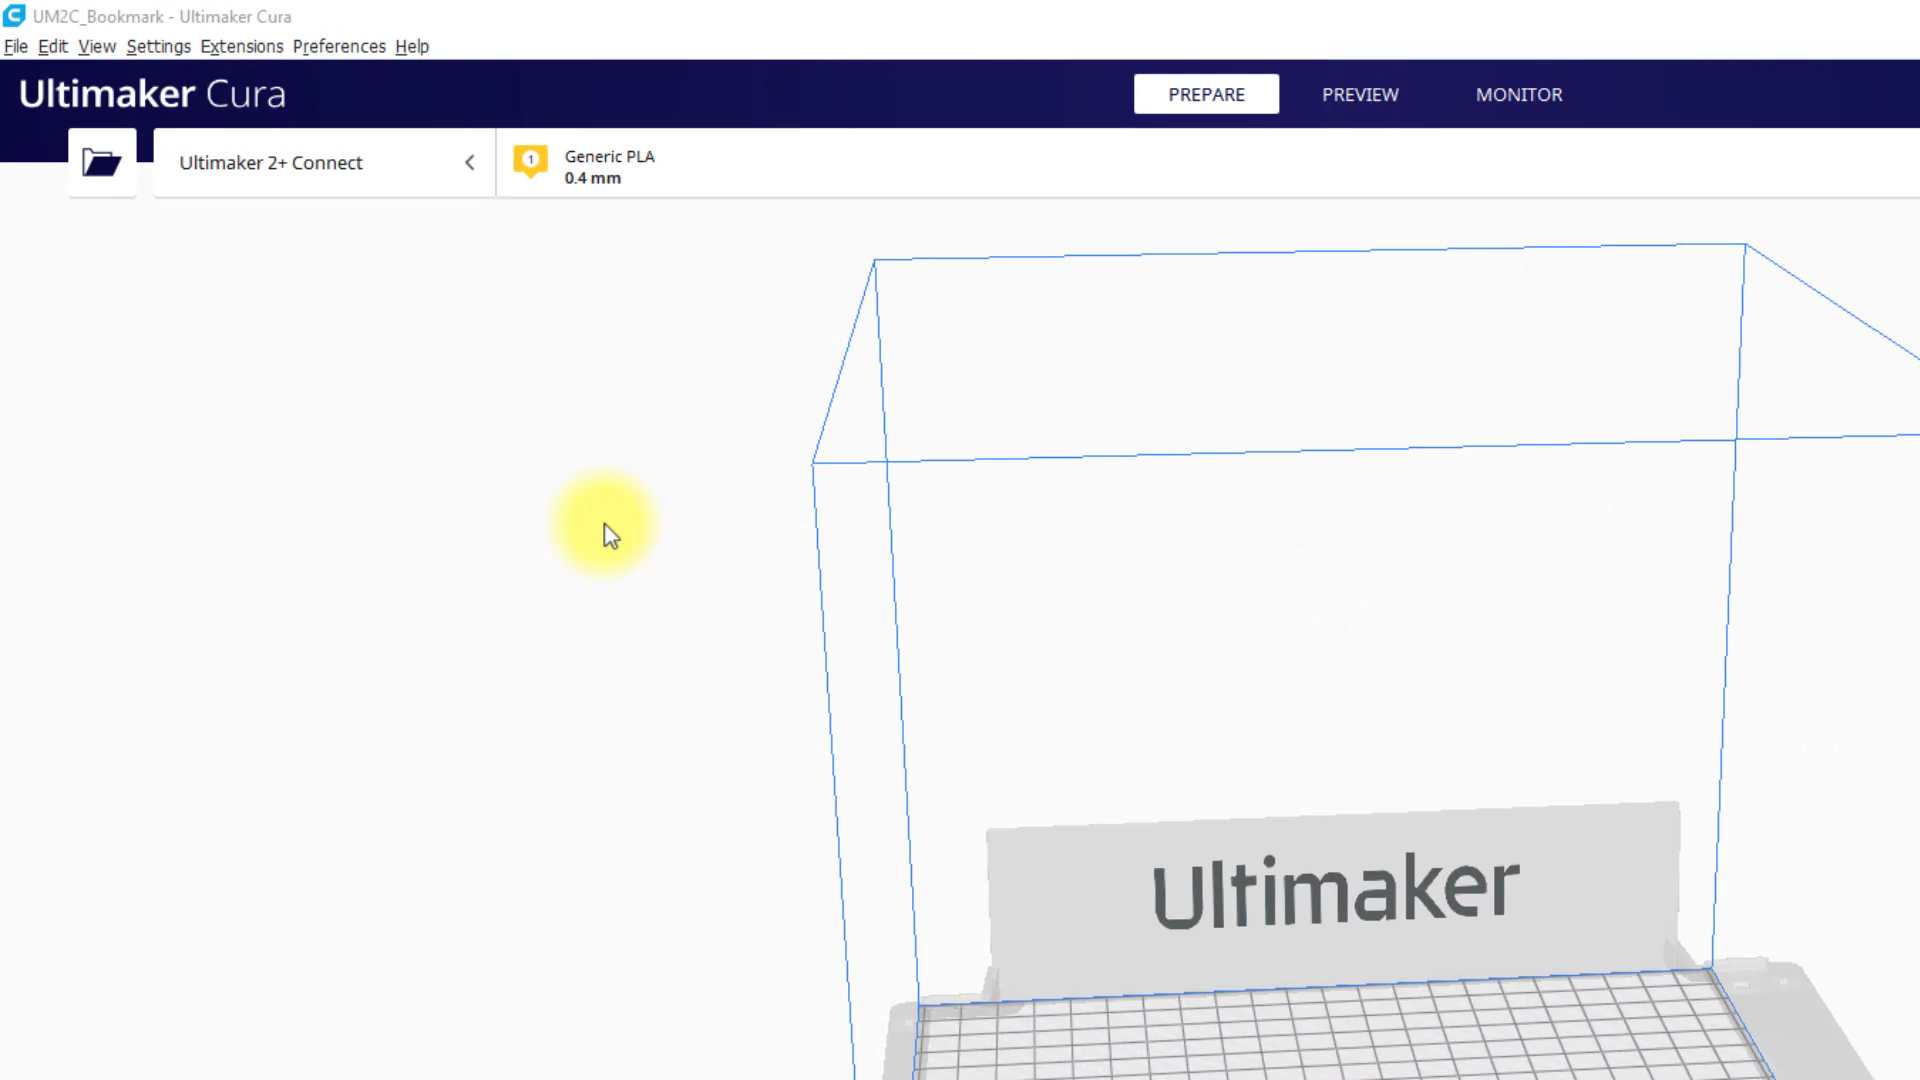 UM2C_Bookmark - Ultimaker Cura
File Edit View Settings Extensions Preferences Help
Ultimaker Cura
PREPARE PREVIEW MONITOR
Ultimaker 2+ Connect
1
Generic PLA
0.4 mm
Ultimaker